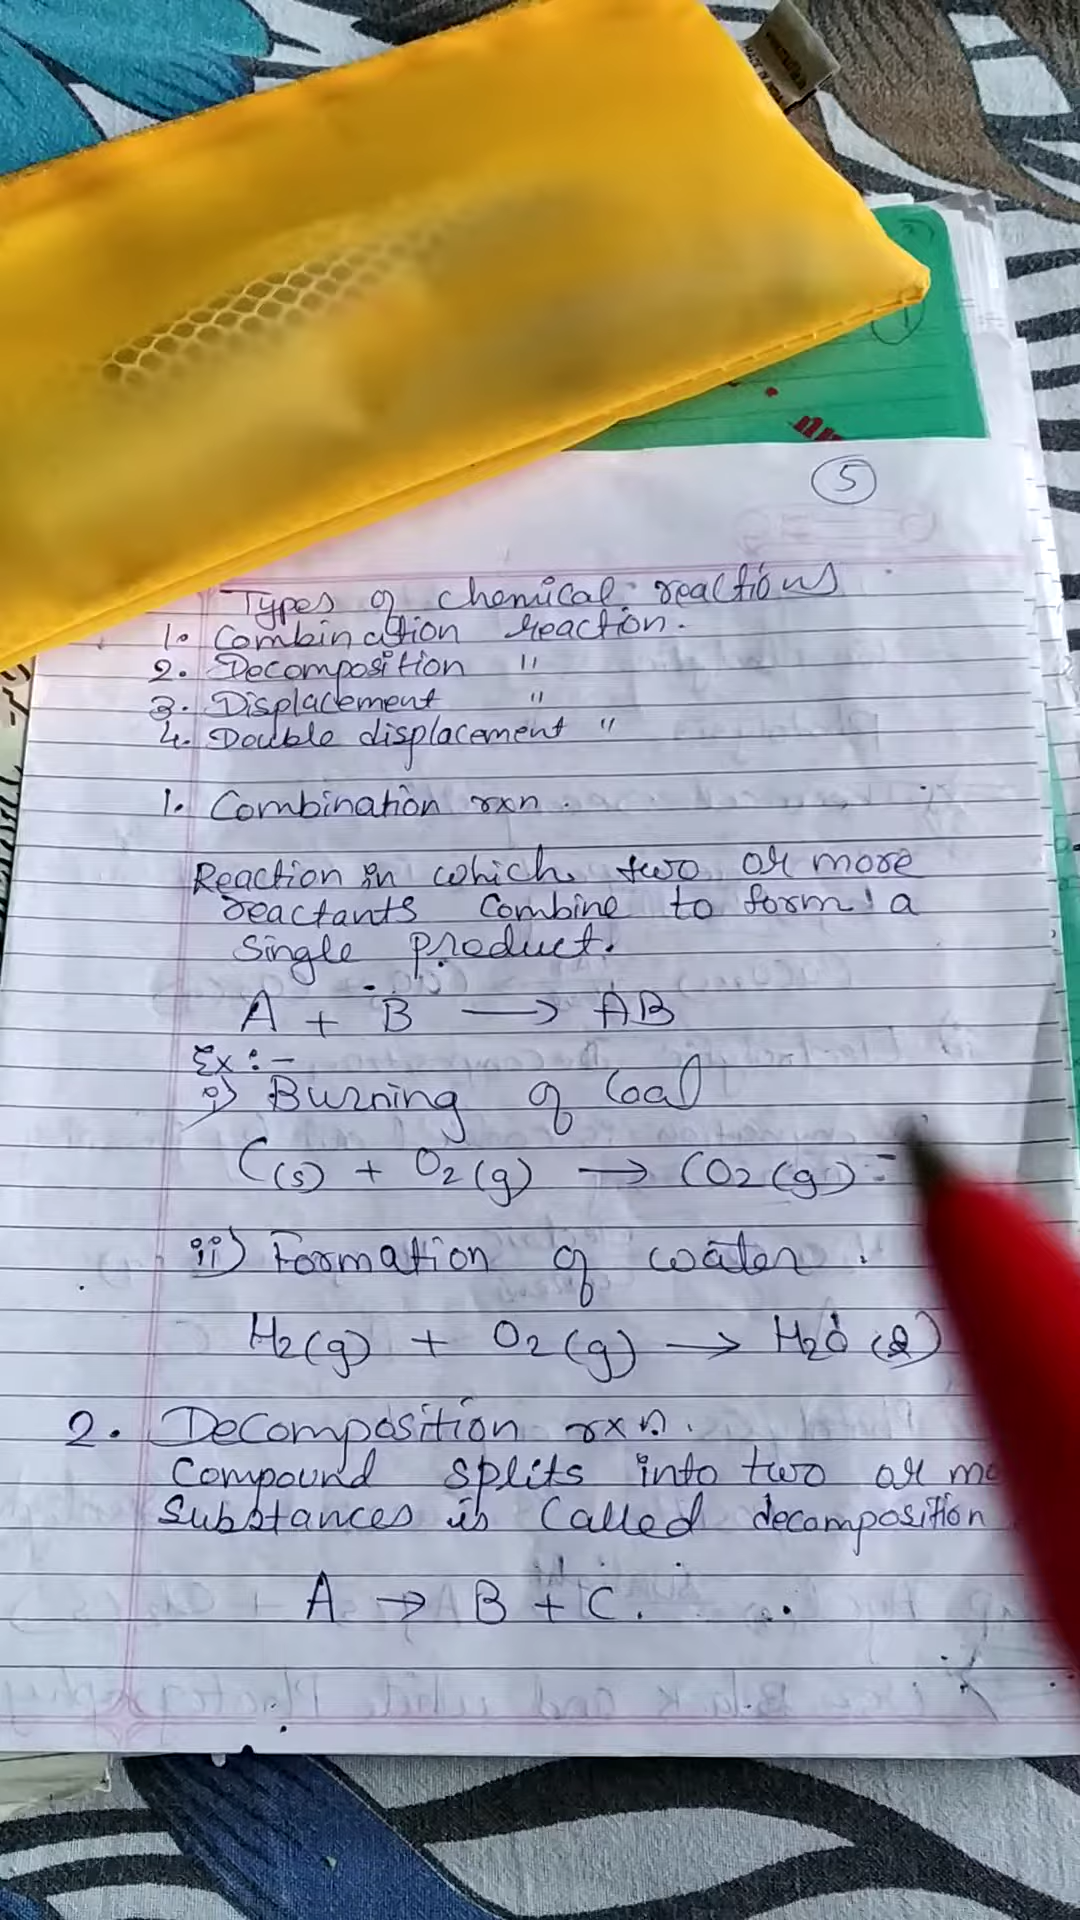 5
Types of chemical reactions
1. Combination reaction.
2. Decomposition "
3. Displacement "
4. Double displacement "
1. Combination rxn.
Reaction in which two or more
reactants combine to form a
single product.
A + B → AB
Ex :-
i) Burning of Coal
C(s) + O2(g) → CO2(g)
ii) Formation of water.
H2(g) + O2(g) → H2O(l)
2. Decomposition rxn.
Compound splits into two or
substances is Called decomposition
A → B + C.